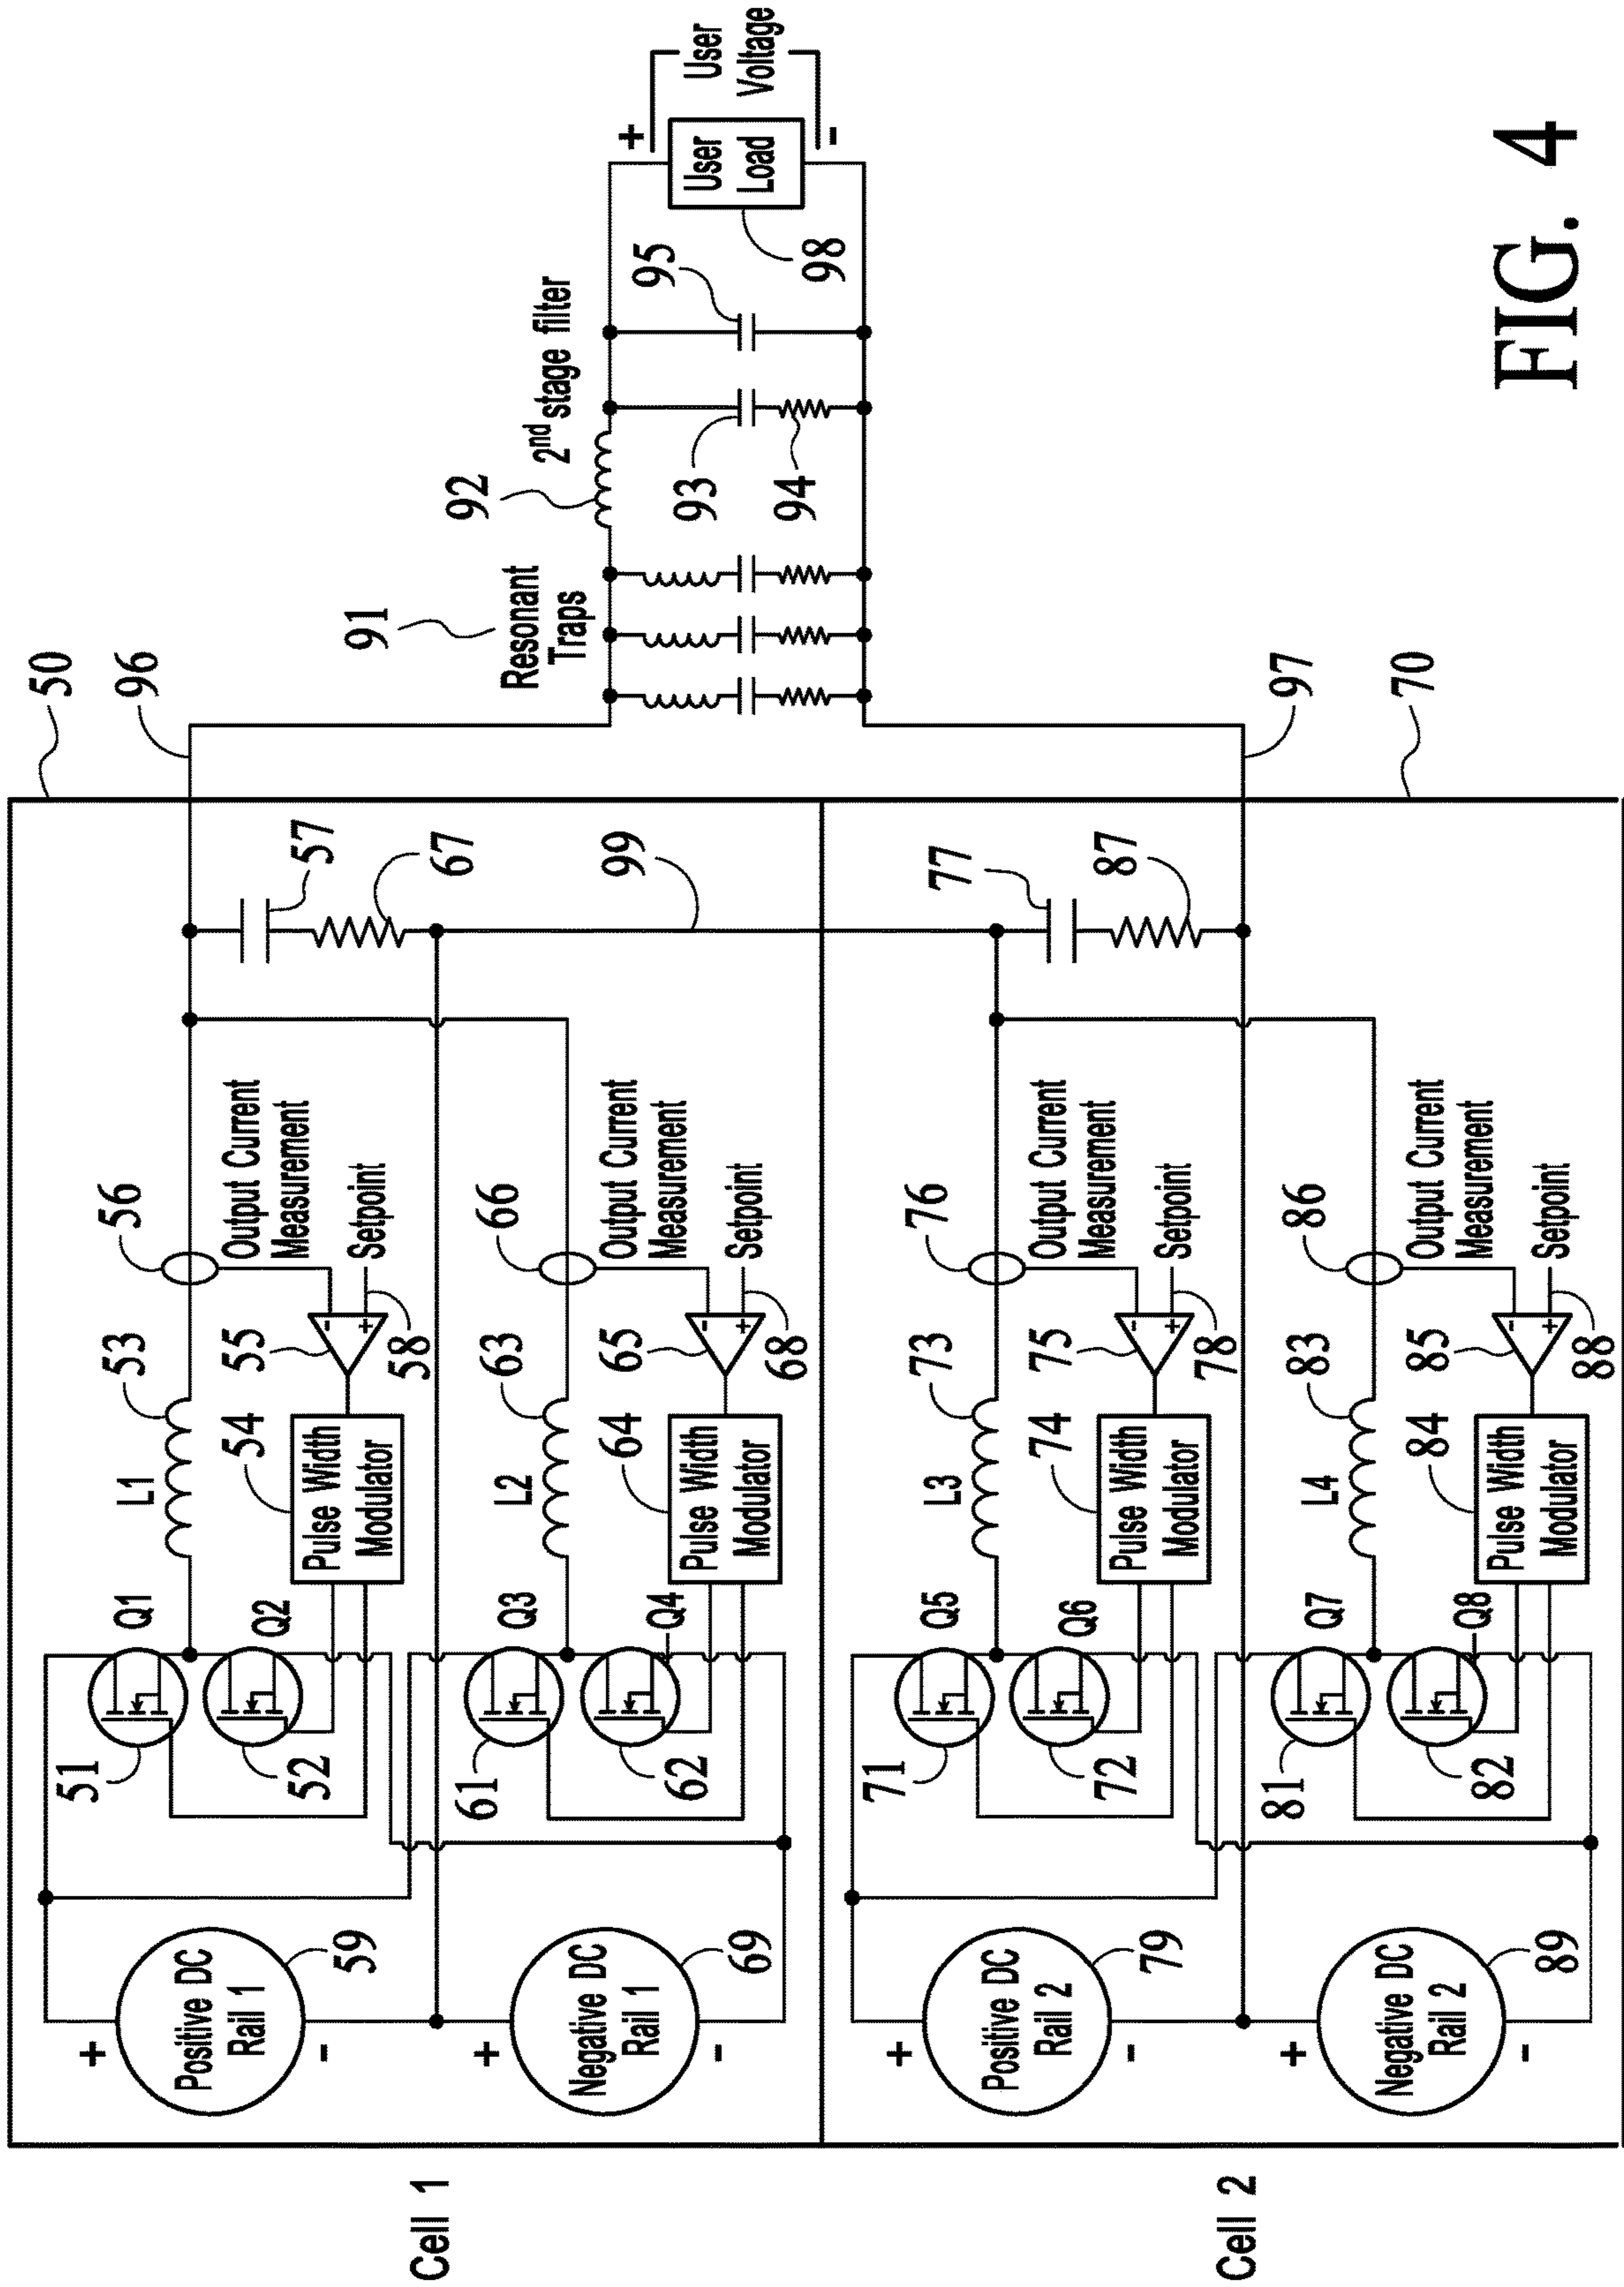 Cell 1
50
Positive DC
Rail 1
+
-
59
Negative DC
Rail 1
+
-
69
51
Q1
52
Q2
L1
53
54
Pulse Width
Modulator
55
-
+
58
Setpoint
56
Output Current
Measurement
57
67
99
61
Q3
62
Q4
L2
63
64
Pulse Width
Modulator
65
-
+
68
Setpoint
66
Output Current
Measurement
Cell 2
70
Positive DC
Rail 2
+
-
79
Negative DC
Rail 2
+
-
89
71
Q5
72
Q6
L3
73
74
Pulse Width
Modulator
75
-
+
78
Setpoint
76
Output Current
Measurement
77
87
81
Q7
82
Q8
L4
83
84
Pulse Width
Modulator
85
-
+
88
Setpoint
86
Output Current
Measurement
96
97
91
Resonant
Traps
92
2nd stage filter
93
94
95
98
User
Load
+
-
User
Voltage
FIG. 4